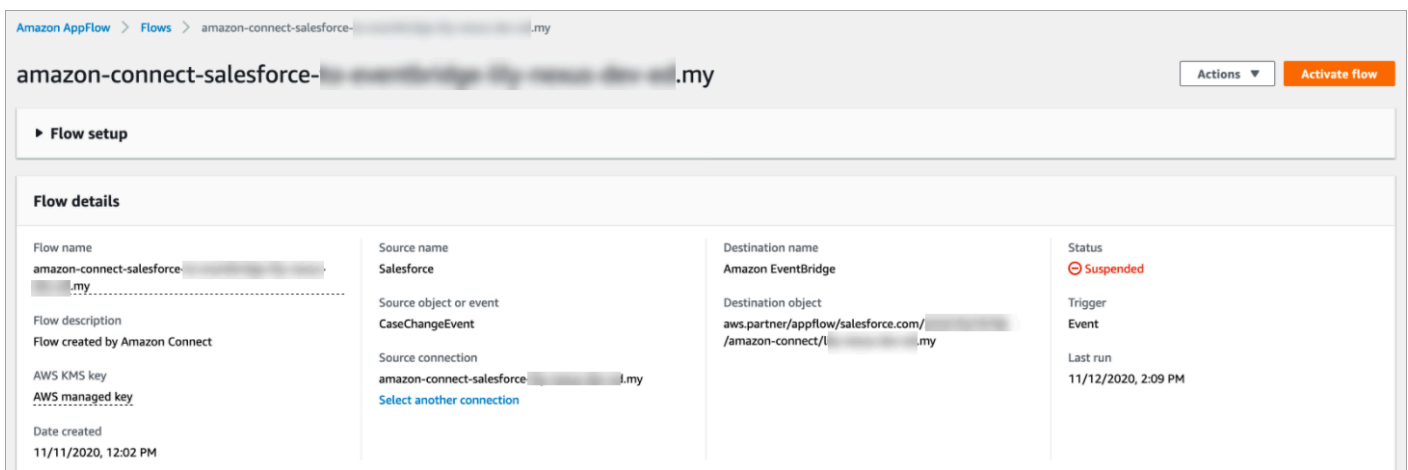 Amazon AppFlow > Flows > amazon-connect-salesforce- .my
amazon-connect-salesforce- .my
Actions ▼
Activate flow
▶ Flow setup
Flow details
Flow name
amazon-connect-salesforce- -
.my
Flow description
Flow created by Amazon Connect
AWS KMS key
AWS managed key
Date created
11/11/2020, 12:02 PM
Source name
Salesforce
Source object or event
CaseChangeEvent
Source connection
amazon-connect-salesforce- l.my
Select another connection
Destination name
Amazon EventBridge
Destination object
aws.partner/appflow/salesforce.com/
/amazon-connect/l .my
Status
Suspended
Trigger
Event
Last run
11/12/2020, 2:09 PM